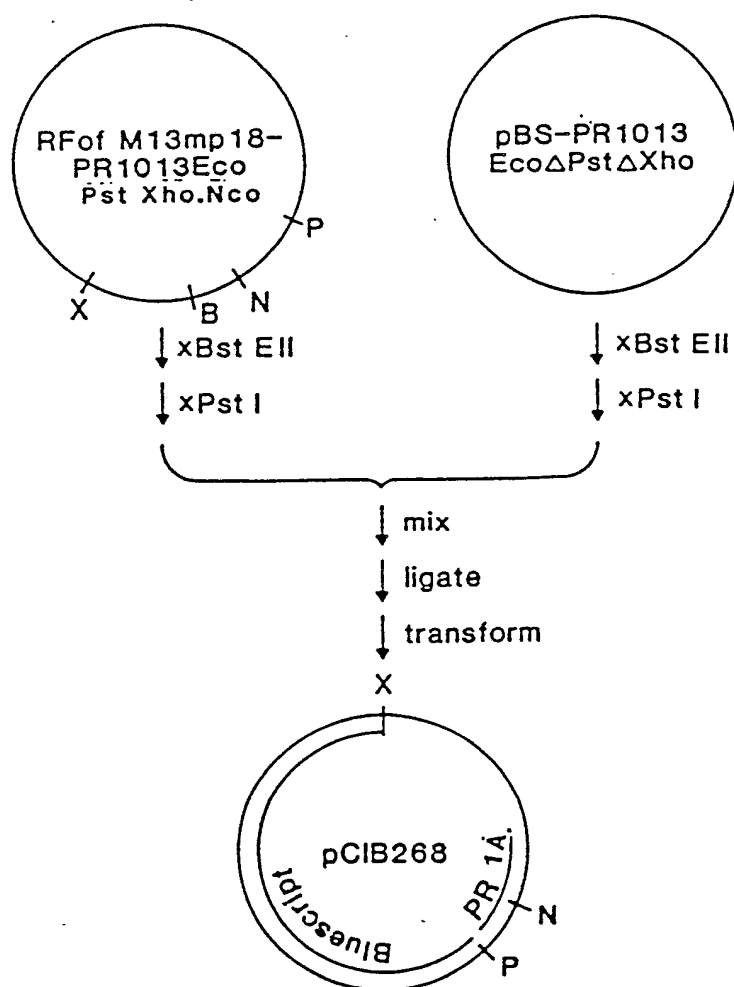 RFof M13mp18-
PR1013Eco
Pst Xho.Nco
P
N
B
X
pBS-PR1013
EcoΔPstΔXho
xBst EII
xPst I
xBst EII
xPst I
mix
ligate
transform
X
pCIB268
Bluescript
PR 1A.
N
P